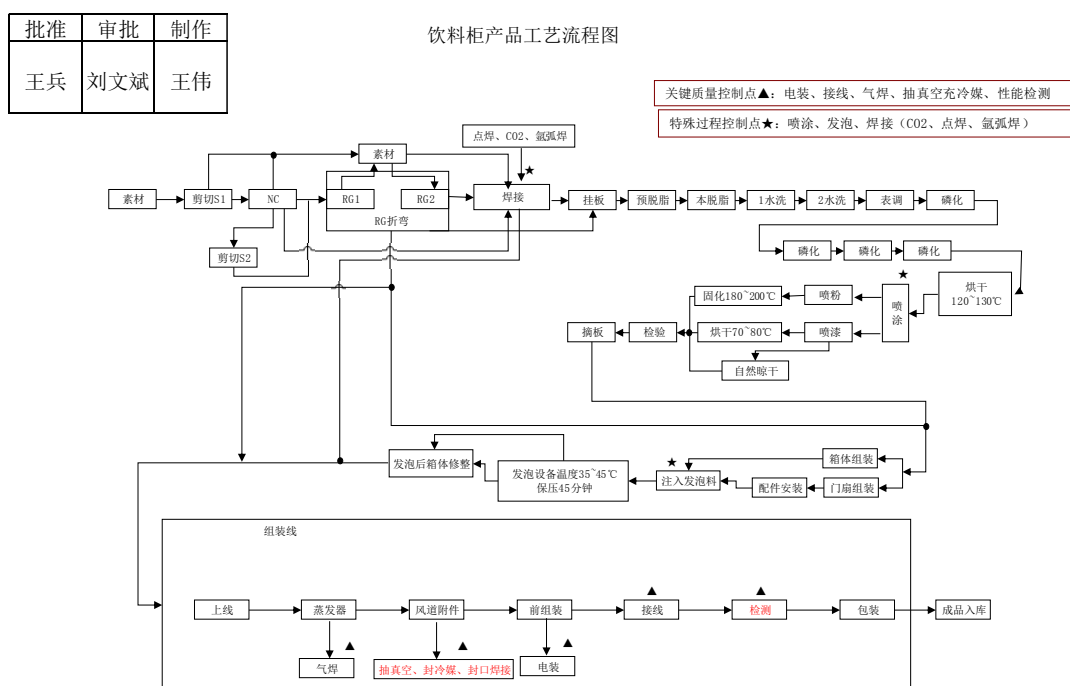 批准 审批 制作
王兵 刘文斌 王伟
饮料柜产品工艺流程图
关键质量控制点▲：电装、接线、气焊、抽真空充冷媒、性能检测
特殊过程控制点★：喷涂、发泡、焊接（CO2、点焊、氩弧焊）
点焊、CO2、氩弧焊
★
素材
素材
剪切S1
NC
RG1
RG2
RG折弯
焊接
挂板
预脱脂
本脱脂
1水洗
2水洗
表调
磷化
剪切S2
磷化
磷化
磷化
★
烘干
120~130℃
喷涂
喷粉
固化180~200℃
喷漆
烘干70~80℃
自然晾干
检验
摘板
箱体组装
门扇组装
配件安装
★
注入发泡料
发泡设备温度35~45℃
保压45分钟
发泡后箱体修整
组装线
▲
▲
上线
蒸发器
风道附件
前组装
接线
检测
包装
成品入库
▲
▲
▲
气焊
抽真空、封冷媒、封口焊接
电装